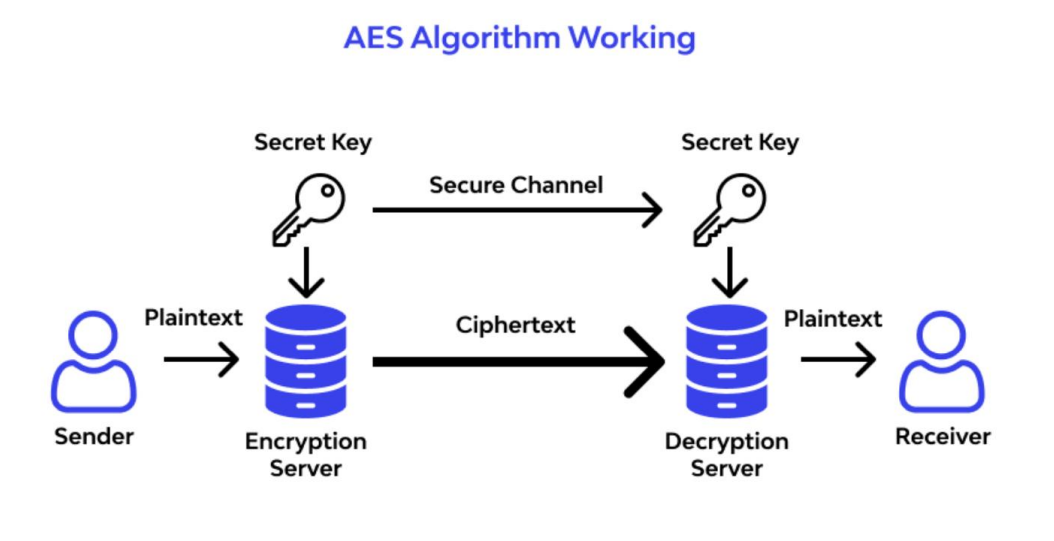 AES Algorithm Working
Secret Key
Secret Key
Secure Channel
Plaintext
Ciphertext
Plaintext
Sender
Encryption
Server
Decryption
Server
Receiver